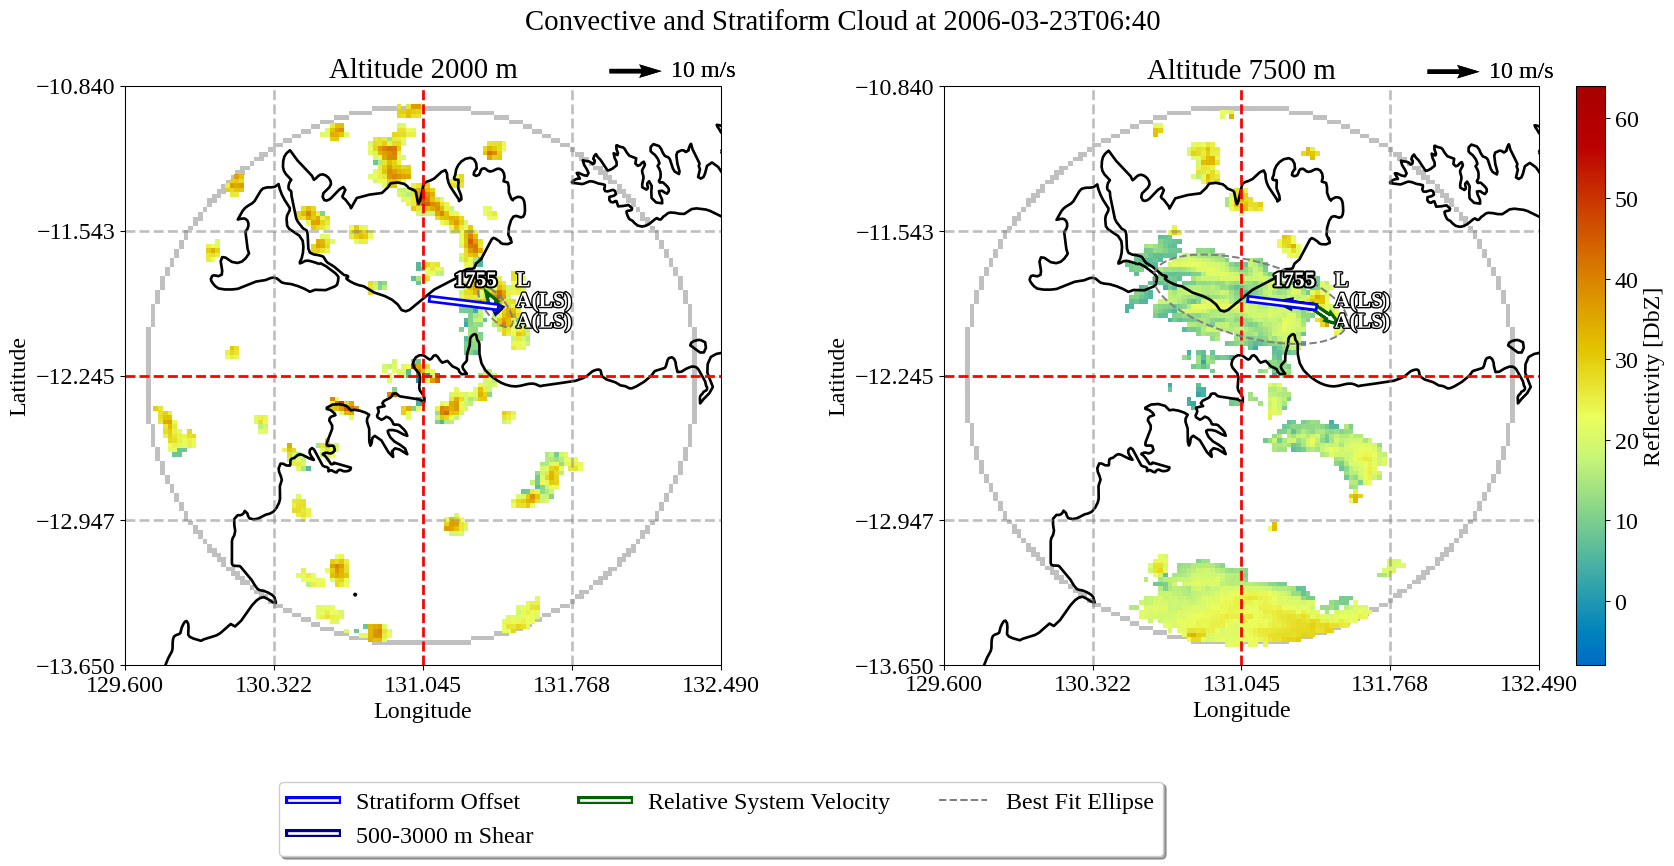 Convective and Stratiform Cloud at 2006-03-23T06:40
Altitude 2000 m
10 m/s
−10.840
−11.543
−12.245
−12.947
−13.650
Latitude
129.600
130.322
131.045
131.768
132.490
Longitude
1755
L
A(LS)
A(LS)
Altitude 7500 m
10 m/s
−10.840
−11.543
−12.245
−12.947
−13.650
Latitude
129.600
130.322
131.045
131.768
132.490
Longitude
1755
L
A(LS)
A(LS)
60
50
40
30
20
10
0
Reflectivity [DbZ]
Stratiform Offset
Relative System Velocity
Best Fit Ellipse
500-3000 m Shear